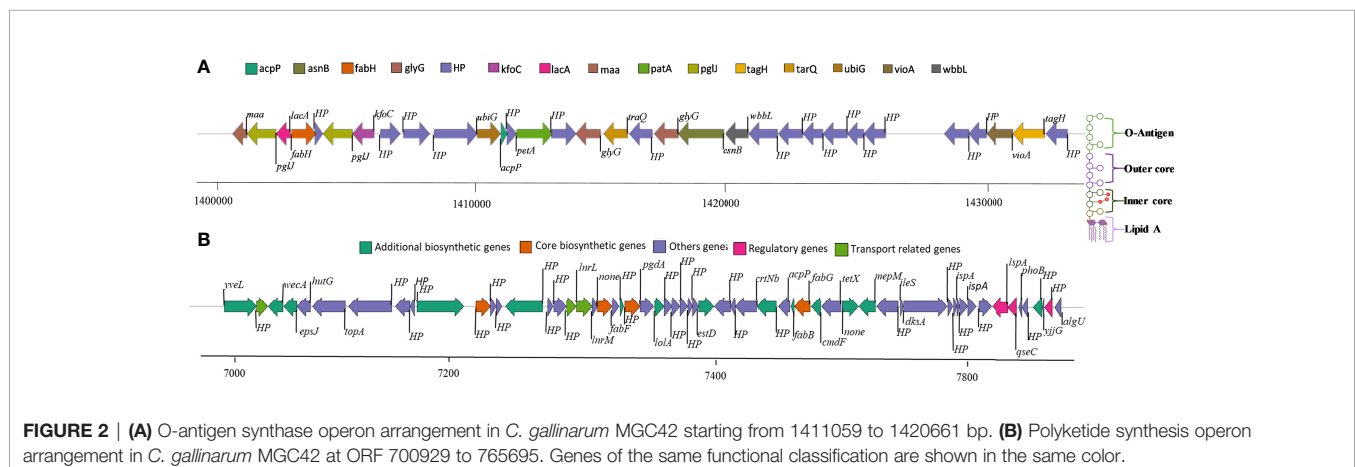 A
acpP asnB fabH glyG HP kfoC lacA maa patA pglJ tagH tarQ ubiG vioA wbbL
maa lacA HP kfoC HP ubiG HP HP traQ glyG wbbL HP HP HP tagH
pglJ fabH pglJ HP HP acpP petA glyG HP csnB HP HP HP HP vioA HP
1400000 1410000 1420000 1430000
O-Antigen
Outer core
Inner core
Lipid A
B
Additional biosynthetic genes Core biosynthetic genes Others genes Regulatory genes Transport related genes
yveL wecA hutG HP HP HP HP HP HP lnrL none HP pgdA HP HP HP HP crtNb acpP fabG tetX mepM ileS HP ispA ispA lspA phoB HP
HP epsJ topA HP HP HP HP HP lnrM fabF HP lolA HP HP estD HP fabB cmdF none HP dksA HP HP HP qseC HP yjjG algU
7000 7200 7400 7800
FIGURE 2 | (A) O-antigen synthase operon arrangement in C. gallinarum MGC42 starting from 1411059 to 1420661 bp. (B) Polyketide synthesis operon
arrangement in C. gallinarum MGC42 at ORF 700929 to 765695. Genes of the same functional classification are shown in the same color.